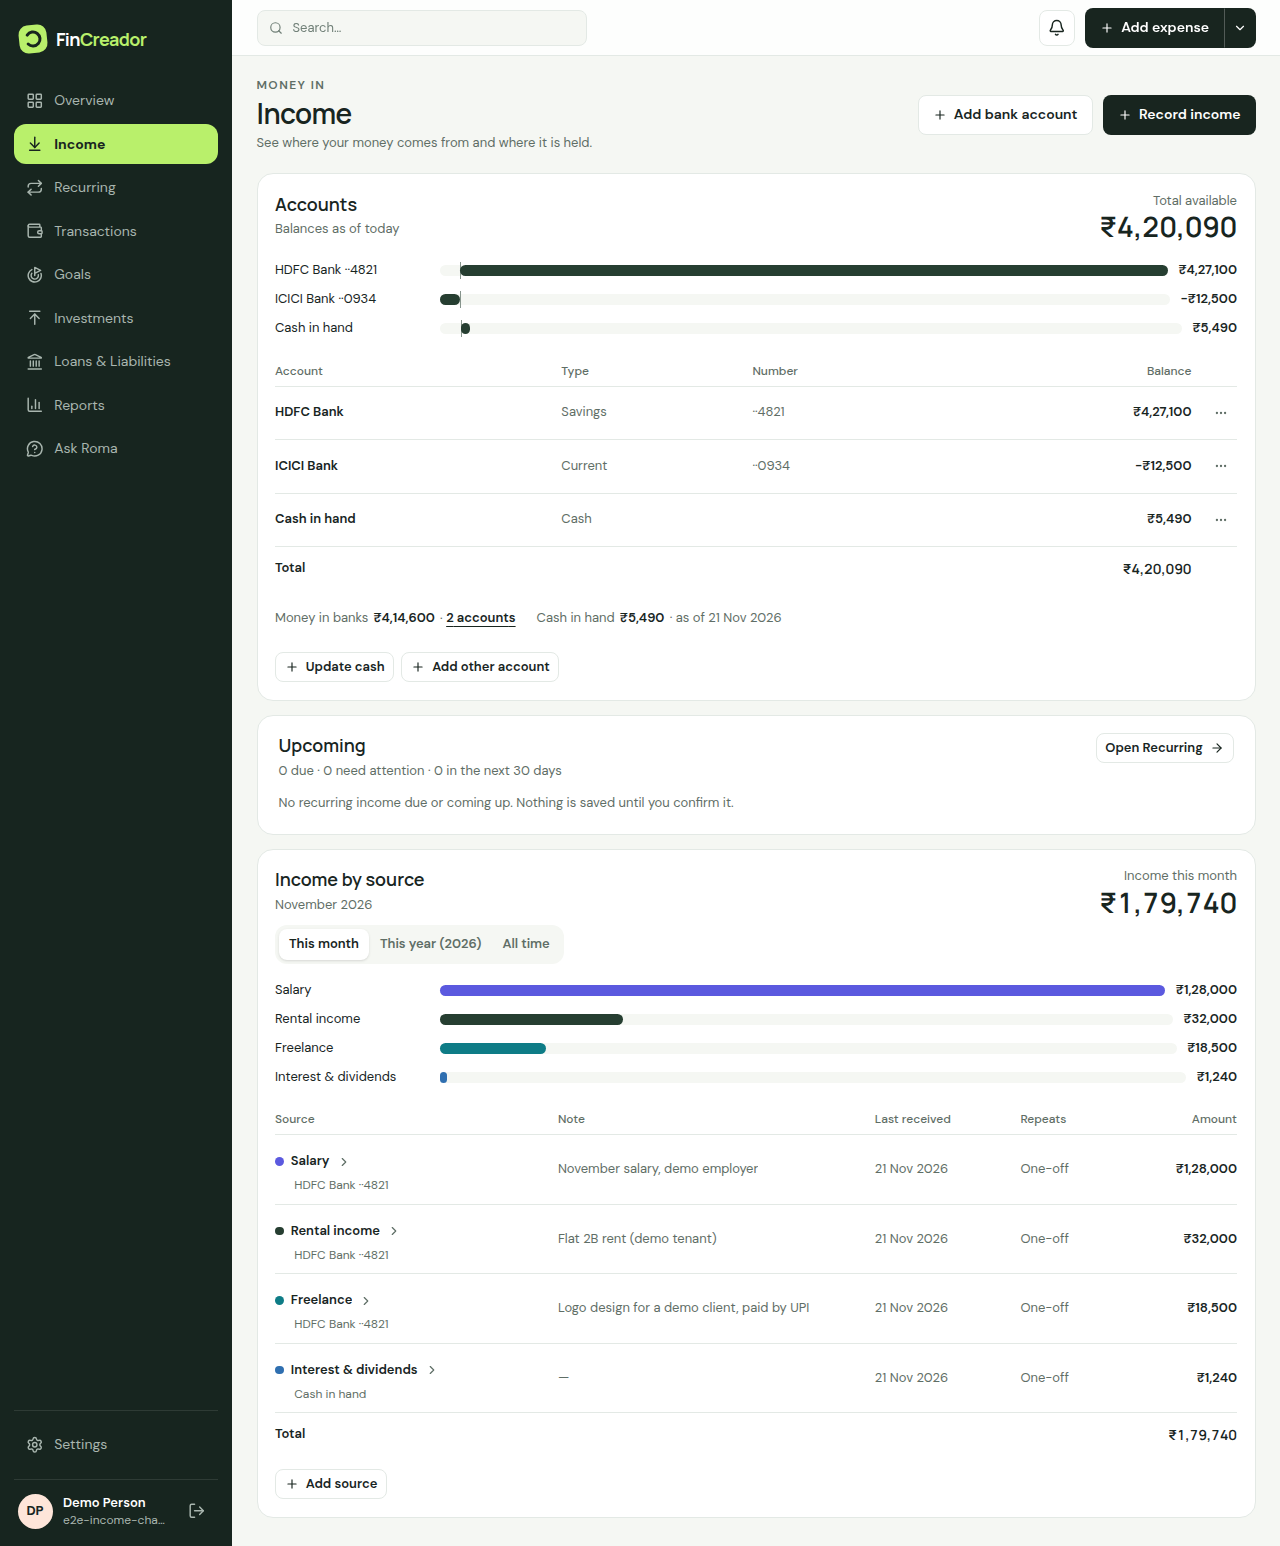 FinCreador
Search...
Add expense
Overview
Income
Recurring
Transactions
Goals
Investments
Loans & Liabilities
Reports
Ask Roma
Settings
DP
Demo Person
e2e-income-cha...
MONEY IN
Income
See where your money comes from and where it is held.
Add bank account
Record income
Accounts
Balances as of today
Total available
₹4,20,090
HDFC Bank ··4821 ₹4,27,100
ICICI Bank ··0934 -₹12,500
Cash in hand ₹5,490
Account Type Number Balance
HDFC Bank Savings ··4821 ₹4,27,100 ...
ICICI Bank Current ··0934 -₹12,500 ...
Cash in hand Cash ₹5,490 ...
Total ₹4,20,090
Money in banks ₹4,14,600 · 2 accounts Cash in hand ₹5,490 · as of 21 Nov 2026
Update cash
Add other account
Upcoming
0 due · 0 need attention · 0 in the next 30 days
Open Recurring
No recurring income due or coming up. Nothing is saved until you confirm it.
Income by source
November 2026
Income this month
₹1,79,740
This month This year (2026) All time
Salary ₹1,28,000
Rental income ₹32,000
Freelance ₹18,500
Interest & dividends ₹1,240
Source Note Last received Repeats Amount
Salary
HDFC Bank ··4821
November salary, demo employer 21 Nov 2026 One-off ₹1,28,000
Rental income
HDFC Bank ··4821
Flat 2B rent (demo tenant) 21 Nov 2026 One-off ₹32,000
Freelance
HDFC Bank ··4821
Logo design for a demo client, paid by UPI 21 Nov 2026 One-off ₹18,500
Interest & dividends
Cash in hand
— 21 Nov 2026 One-off ₹1,240
Total ₹1,79,740
Add source